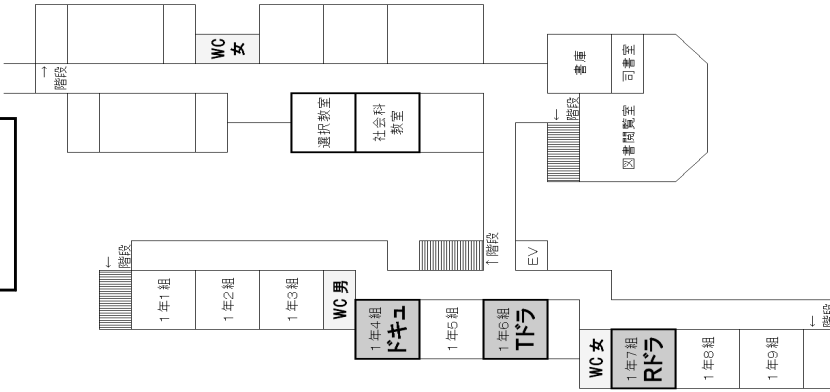 →
階段
WC
女
選択教室
社会科
教室
書庫
司書室
←
階段
図書閲覧室
←
階段
1年1組
1年2組
1年3組
WC 男
1年4組
ドキュ
1年5組
↑階段
1年6組
Tドラ
EV
WC 女
1年7組
Rドラ
1年8組
1年9組
←
階段